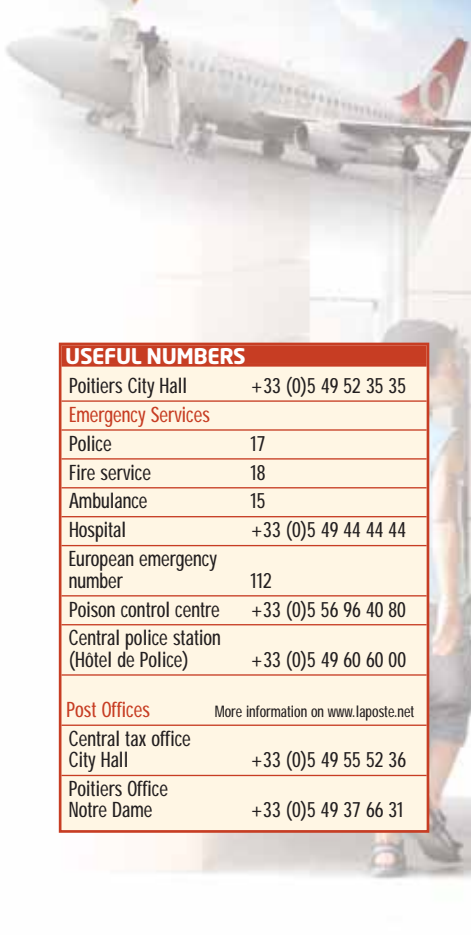 USEFUL NUMBERS
Poitiers City Hall +33 (0)5 49 52 35 35
Emergency Services
Police 17
Fire service 18
Ambulance 15
Hospital +33 (0)5 49 44 44 44
European emergency
number 112
Poison control centre +33 (0)5 56 96 40 80
Central police station
(Hôtel de Police) +33 (0)5 49 60 60 00
Post Offices More information on www.laposte.net
Central tax office
City Hall +33 (0)5 49 55 52 36
Poitiers Office
Notre Dame +33 (0)5 49 37 66 31